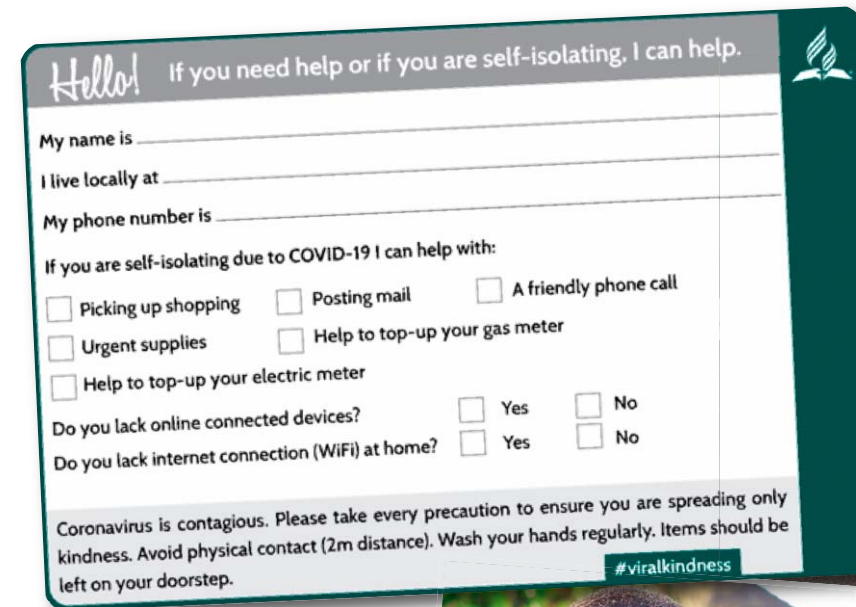 Hello! If you need help or if you are self-isolating, I can help.
My name is
I live locally at
My phone number is
If you are self-isolating due to COVID-19 I can help with:
Picking up shopping Posting mail A friendly phone call
Urgent supplies Help to top-up your gas meter
Help to top-up your electric meter
Do you lack online connected devices? Yes No
Do you lack internet connection (WiFi) at home? Yes No
Coronavirus is contagious. Please take every precaution to ensure you are spreading only
kindness. Avoid physical contact (2m distance). Wash your hands regularly. Items should be
left on your doorstep.
#viralkindness